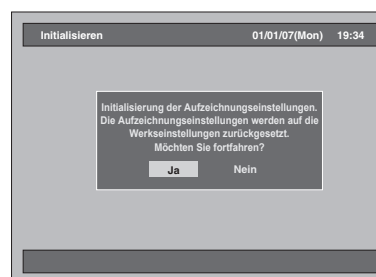 Initialisieren 01/01/07(Mon) 19:34
Initialisierung der Aufzeichnungseinstellungen.
Die Aufzeichnungseinstellungen werden auf die
Werkseinstellungen zurückgesetzt.
Möchten Sie fortfahren?
Ja Nein